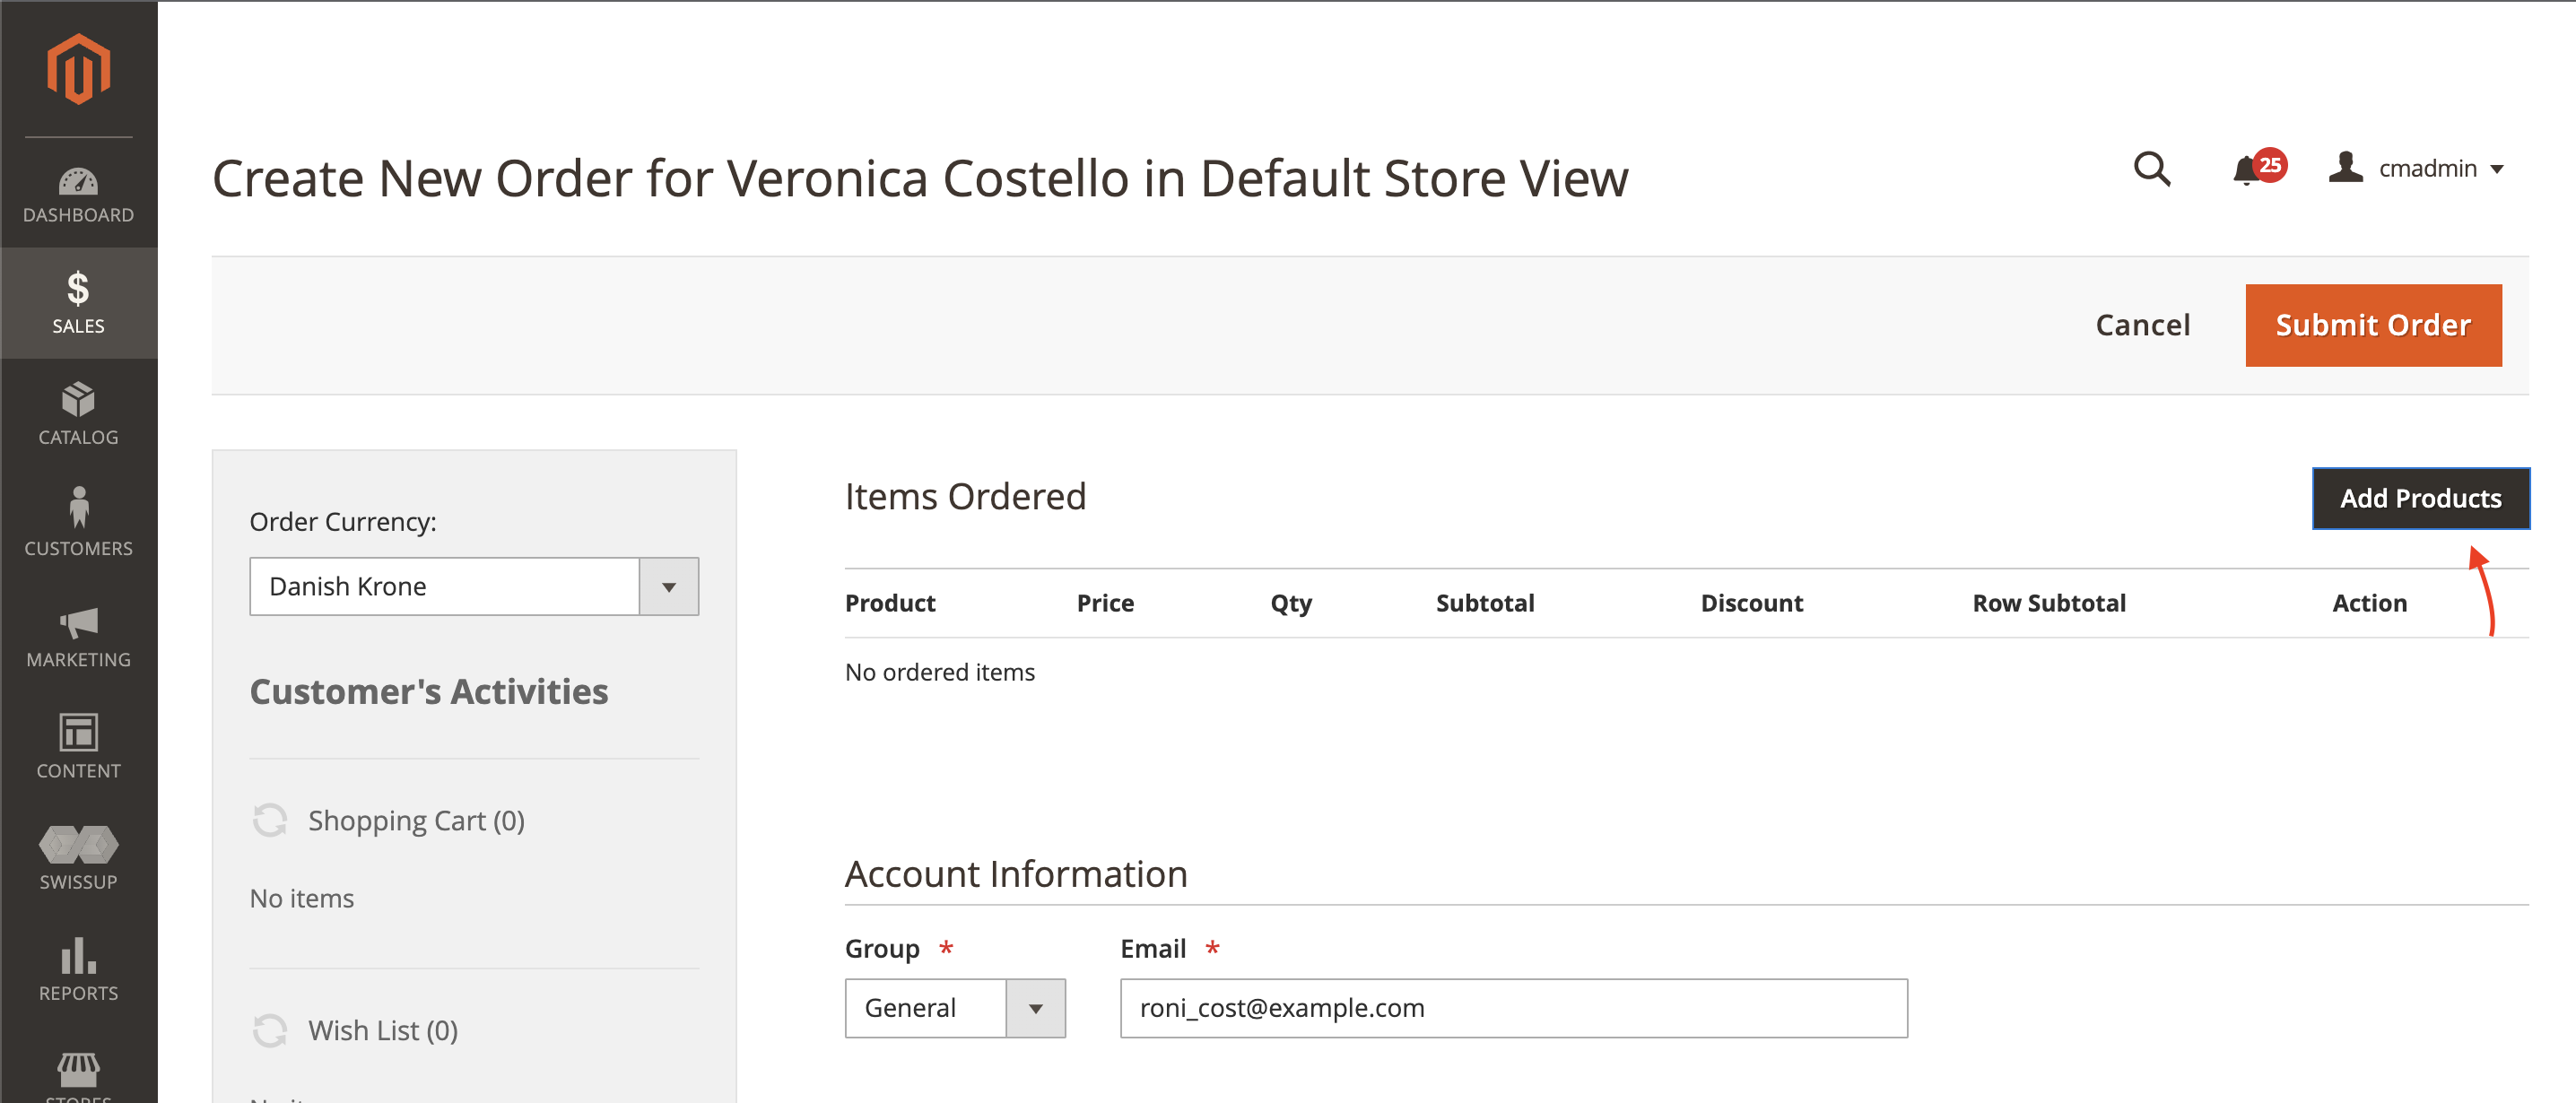 Create New Order for Veronica Costello in Default Store View
25
cmadmin
DASHBOARD
SALES
CATALOG
CUSTOMERS
MARKETING
CONTENT
SWISSUP
REPORTS
Cancel
Submit Order
Order Currency:
Danish Krone
Customer's Activities
Shopping Cart (0)
No items
Wish List (0)
Items Ordered
Add Products
Product Price Qty Subtotal Discount Row Subtotal Action
No ordered items
Account Information
Group * Email *
General roni_cost@example.com